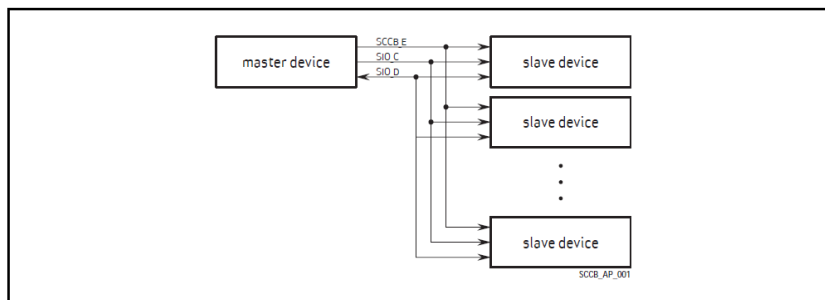 SCCB_E
SIO_C
SIO_D
master device
slave device
slave device
slave device
SCCB_AP_001